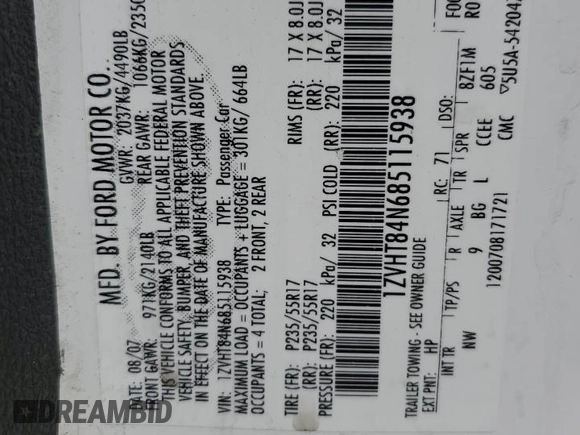 MFD. BY FORD MOTOR CO.
DATE: 08/07 GVWR: 2037KG/4490LB
FRONT GAWR: 971KG/2140LB REAR GAWR: 1066KG/2350
THIS VEHICLE CONFORMS TO ALL APPLICABLE FEDERAL MOTOR
VEHICLE SAFETY, BUMPER, AND THEFT PREVENTION STANDARDS
IN EFFECT ON THE DATE OF MANUFACTURE SHOWN ABOVE.
VIN: 1ZVHT84N685115938 TYPE: Passenger Car
MAXIMUM LOAD = OCCUPANTS + LUGGAGE = 301KG/ 664LB
OCCUPANTS = 4 TOTAL; 2 FRONT, 2 REAR
TIRE (FR): P235/55R17 RIMS (FR): 17 X 8.0J
(RR): P235/55R17 (RR): 17 X 8.0J
PRESSURE (FR): 220 kPa/ 32 PSI COLD (RR): 220 kPa/ 32
1ZVHT84N685115938
TRAILER TOWING - SEE OWNER GUIDE
EXT PNT: HP RC: 71 DSO: FO
INT TR TP/PS R AXLE TR SPR 8ZF1M RO
NW 9 BG L CCEE 605
1200708171721 CMC ▽5U5A-54204
DREAMBID